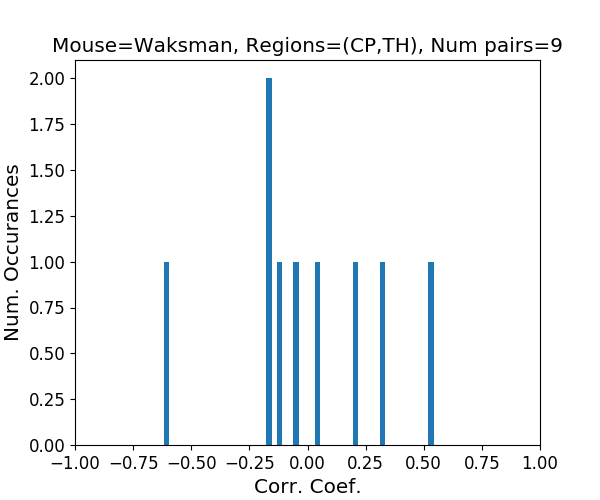 Mouse=Waksman, Regions=(CP,TH), Num pairs=9
2.00
1.75
1.50
1.25
1.00
0.75
0.50
0.25
0.00
Num. Occurances
−1.00 −0.75 −0.50 −0.25 0.00 0.25 0.50 0.75 1.00
Corr. Coef.